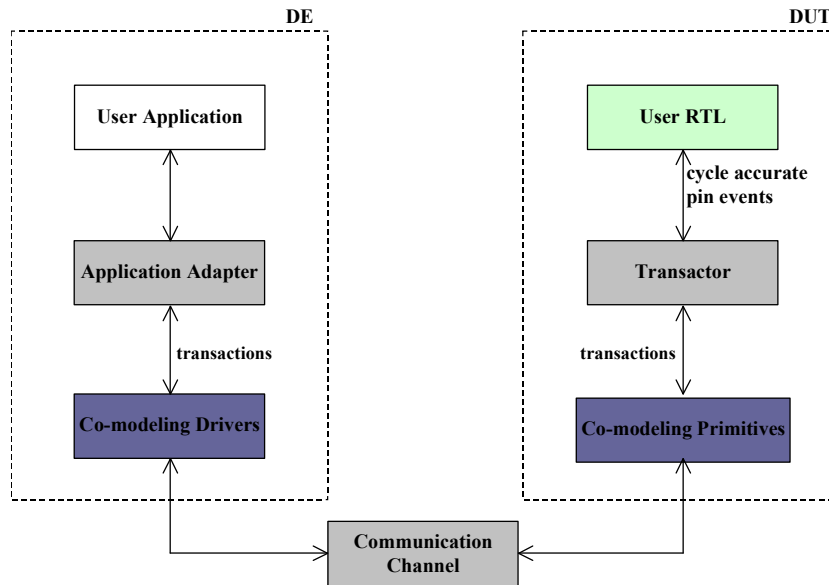 DE
User Application
Application Adapter
transactions
Co-modeling Drivers
DUT
User RTL
cycle accurate
pin events
Transactor
transactions
Co-modeling Primitives
Communication
Channel